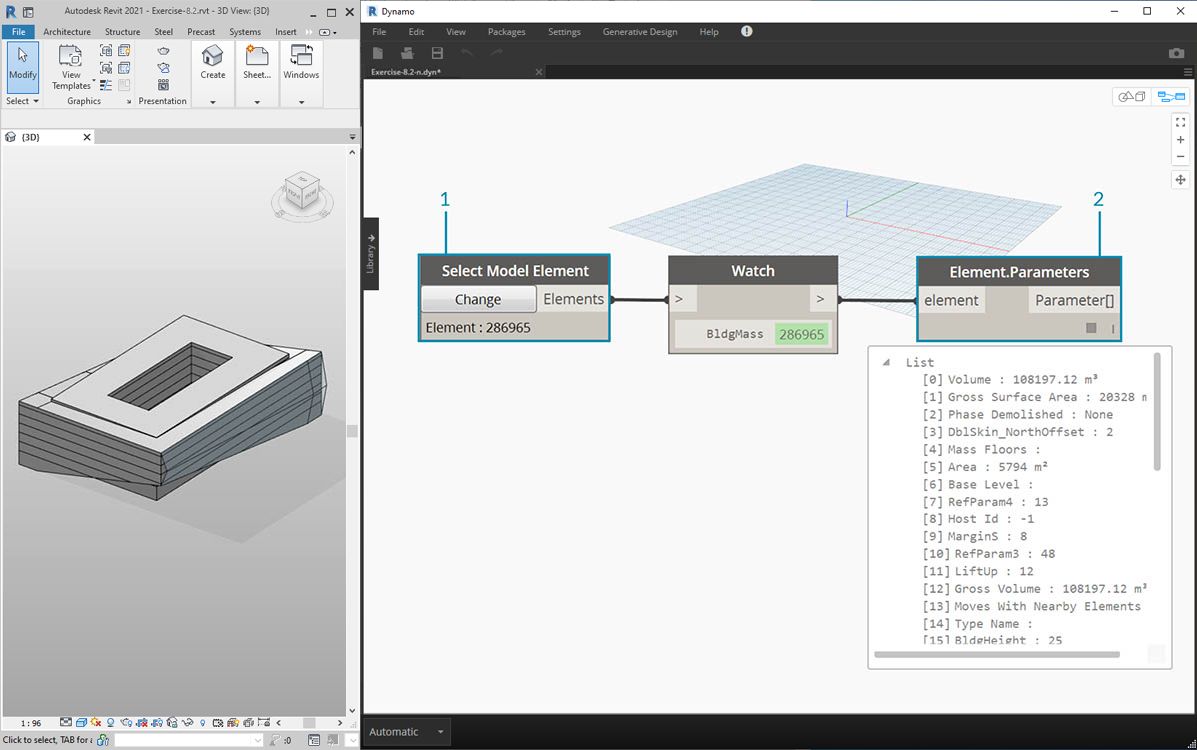 Autodesk Revit 2021 - Exercise-8.2.rvt - 3D View: {3D}
File Architecture Structure Steel Precast Systems Insert
Modify
View
Templates
Create
Sheet...
Windows
Select
Graphics
Presentation
{3D}
1 : 96
Click to select, TAB for a
:0
Dynamo
File Edit View Packages Settings Generative Design Help
Exercise-8.2-n.dyn*
Library
1
2
Select Model Element
Change
Elements
Element : 286965
Watch
>
>
BldgMass 286965
Element.Parameters
element
Parameter[]
List
[0] Volume : 108197.12 m³
[1] Gross Surface Area : 20328 m
[2] Phase Demolished : None
[3] DblSkin_NorthOffset : 2
[4] Mass Floors :
[5] Area : 5794 m²
[6] Base Level :
[7] RefParam4 : 13
[8] Host Id : -1
[9] MarginS : 8
[10] RefParam3 : 48
[11] LiftUp : 12
[12] Gross Volume : 108197.12 m³
[13] Moves With Nearby Elements
[14] Type Name :
[15] BldgHeight : 25
Automatic